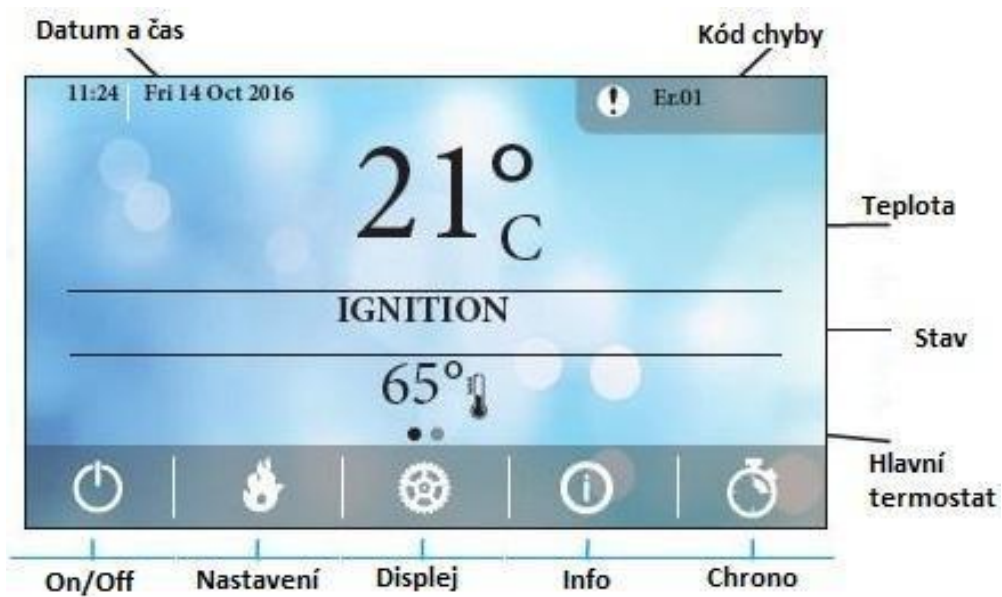 Datum a čas
Kód chyby
11:24 Fri 14 Oct 2016
Er.01
21°
C
Teplota
IGNITION
Stav
65°
Hlavní
termostat
On/Off Nastavení Displej Info Chrono